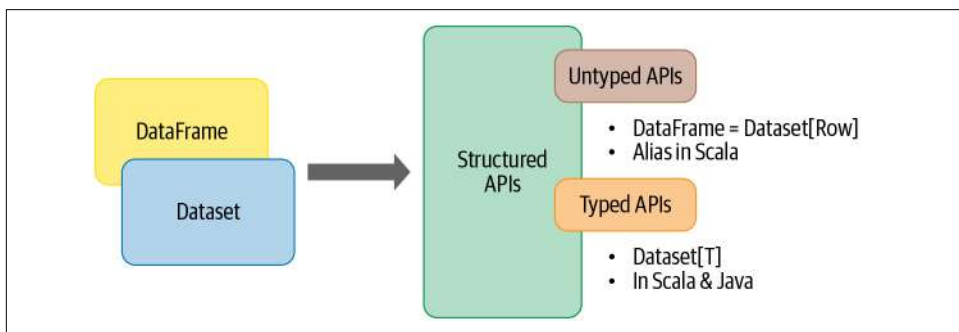 DataFrame
Dataset
Structured
APIs
Untyped APIs
• DataFrame = Dataset[Row]
• Alias in Scala
Typed APIs
• Dataset[T]
• In Scala & Java